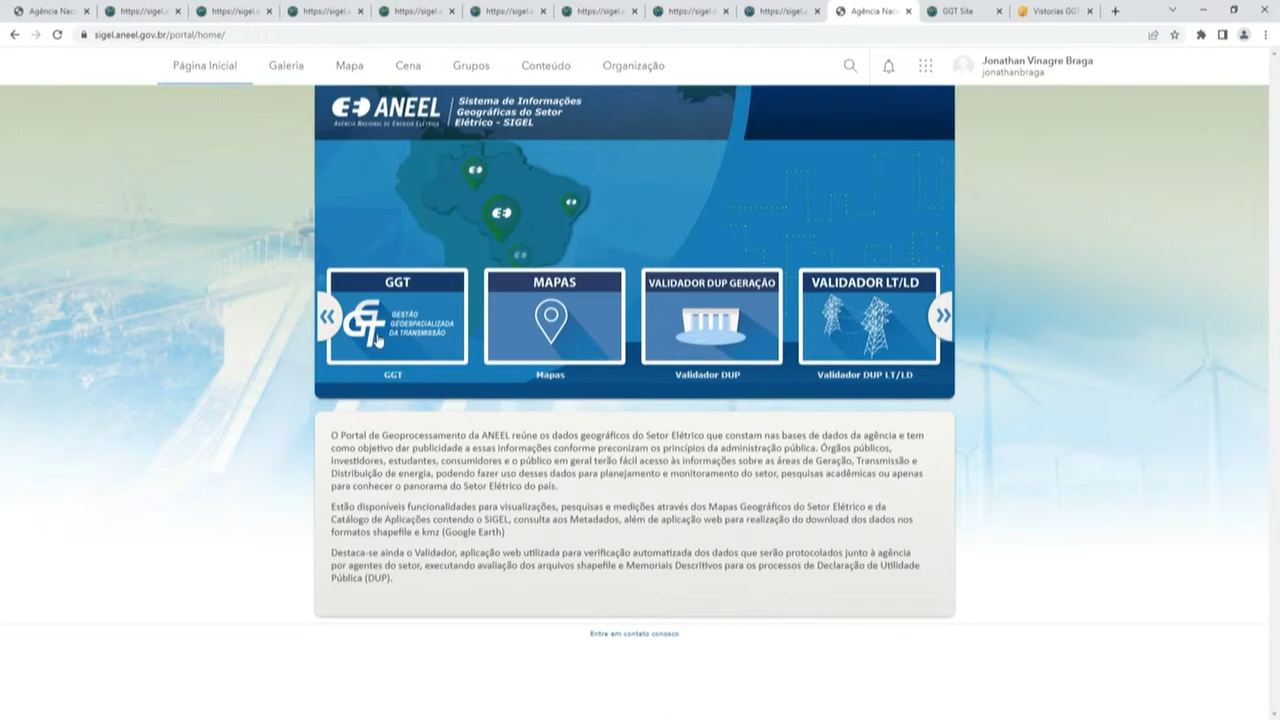 Agência Nac
https://sigel.a
https://sigel.a
https://sigel.a
https://sigel.a
https://sigel.a
https://sigel.a
https://sigel.a
https://sigel.a
Agência Nac
GGT Site
Vistorias GGT
sigel.aneel.gov.br/portal/home/
Página Inicial
Galeria
Mapa
Cena
Grupos
Conteúdo
Organização
Jonathan Vinagre Braga
jonathanbraga
ANEEL
AGÊNCIA NACIONAL DE ENERGIA ELÉTRICA
Sistema de Informações
Geográficas do Setor
Elétrico - SIGEL
GGT
GGT
GESTÃO
GEOESPACIALIZADA
DA TRANSMISSÃO
GGT
MAPAS
Mapas
VALIDADOR DUP GERAÇÃO
Validador DUP
VALIDADOR LT/LD
Validador DUP LT/LD
O Portal de Geoprocessamento da ANEEL reúne os dados geográficos do Setor Elétrico que constam nas bases de dados da agência e tem
como objetivo dar publicidade a essas informações conforme preconizam os princípios da administração pública. Órgãos públicos,
investidores, estudantes, consumidores e o público em geral terão fácil acesso às informações sobre as áreas de Geração, Transmissão e
Distribuição de energia, podendo fazer uso desses dados para planejamento e monitoramento do setor, pesquisas acadêmicas ou apenas
para conhecer o panorama do Setor Elétrico do país.
Estão disponíveis funcionalidades para visualizações, pesquisas e medições através dos Mapas Geográficos do Setor Elétrico e da
Catálogo de Aplicações contendo o SIGEL, consulta aos Metadados, além de aplicação web para realização do download dos dados nos
formatos shapefile e kmz (Google Earth)
Destaca-se ainda o Validador, aplicação web utilizada para verificação automatizada dos dados que serão protocolados junto à agência
por agentes do setor, executando avaliação dos arquivos shapefile e Memoriais Descritivos para os processos de Declaração de Utilidade
Pública (DUP).
Entre em contato conosco